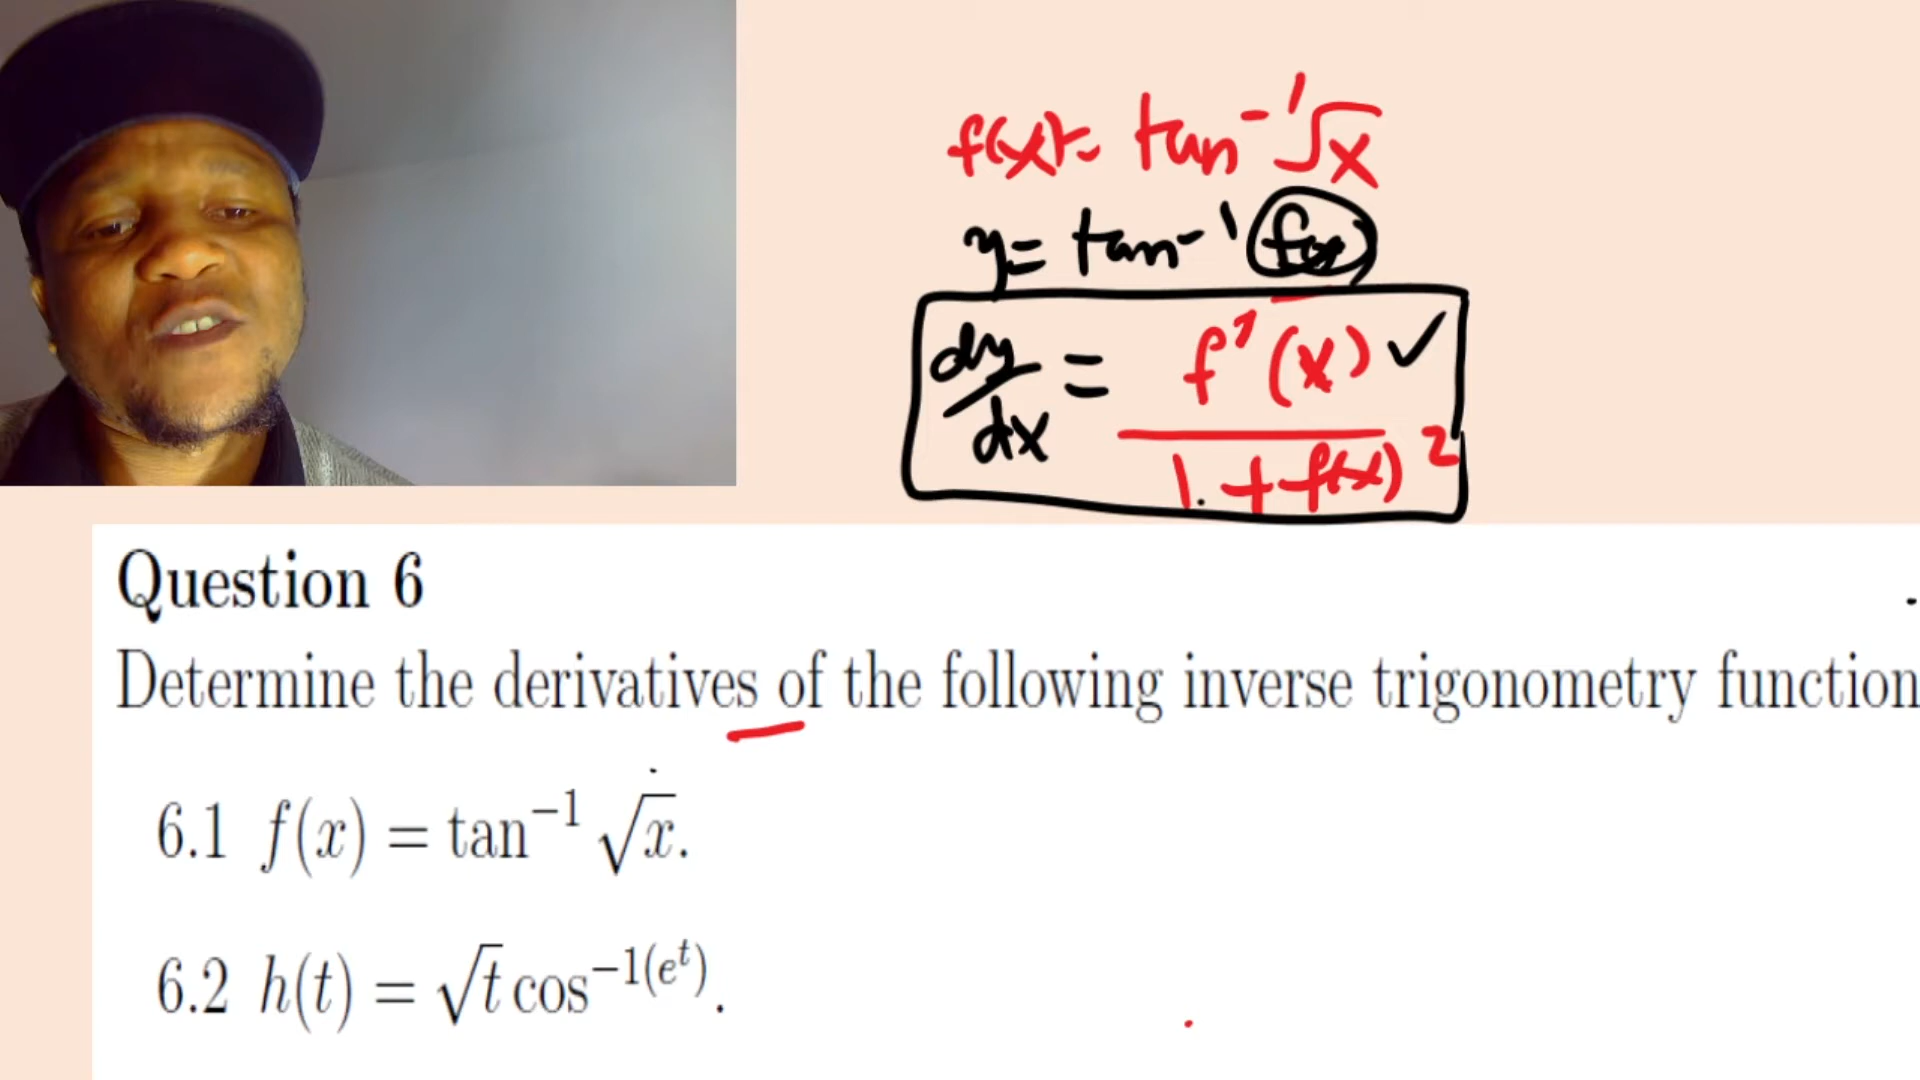 f(x) = tan⁻¹√x
y = tan⁻¹ f(x)
dy/dx = f'(x) ✓ / 1 + f(x)²
Question 6
Determine the derivatives of the following inverse trigonometry function
6.1 f(x) = tan⁻¹ √x.
6.2 h(t) = √t cos⁻¹⁽ᵉᵗ⁾.